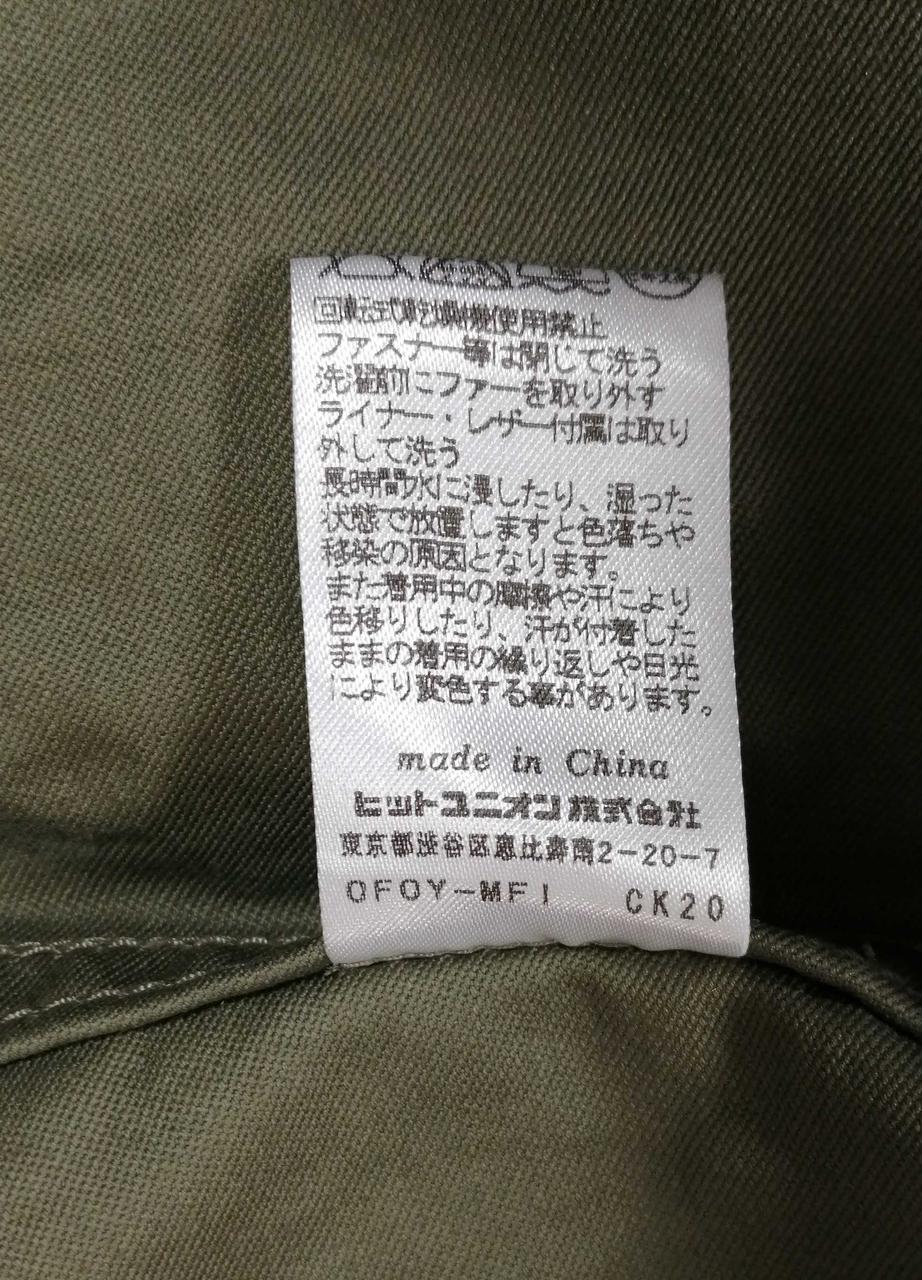 回転式乾燥機使用禁止
ファスナー等は閉じて洗う
洗濯前にファーを取り外す
ライナー・レザー付属は取り
外して洗う
長時間水に浸したり、湿った
状態で放置しますと色落ちや
移染の原因となります。
また着用中の摩擦や汗により
色移りしたり、汗が付着した
ままの着用の繰り返しや日光
により変色する事があります。
made in China
ヒットユニオン株式会社
東京都渋谷区恵比寿南2-20-7
OFOY-MFI CK20